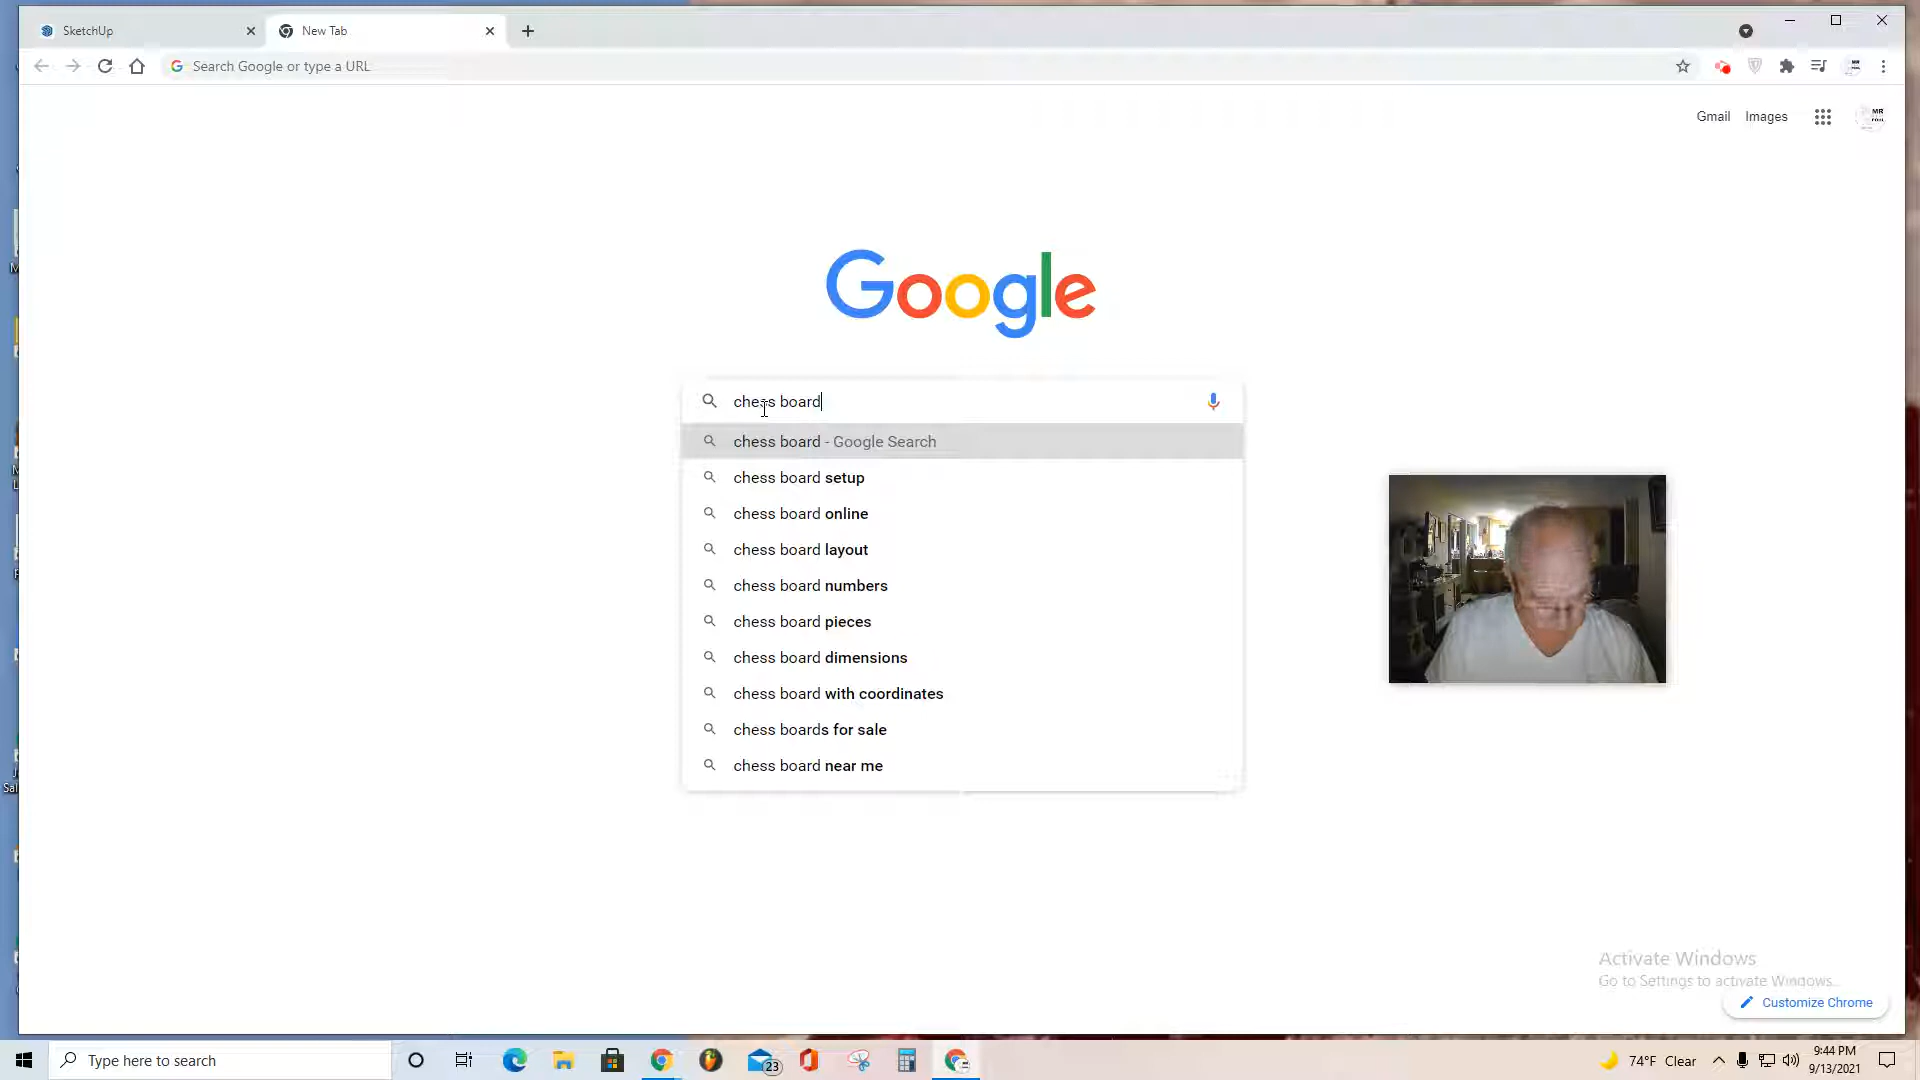 SketchUp
New Tab
Search Google or type a URL
Gmail Images
MR
Google
chess board
chess board - Google Search
chess board setup
chess board online
chess board layout
chess board numbers
chess board pieces
chess board dimensions
chess board with coordinates
chess boards for sale
chess board near me
Activate Windows
Go to Settings to activate Windows.
Customize Chrome
Type here to search
23
74°F Clear
9:44 PM
9/13/2021